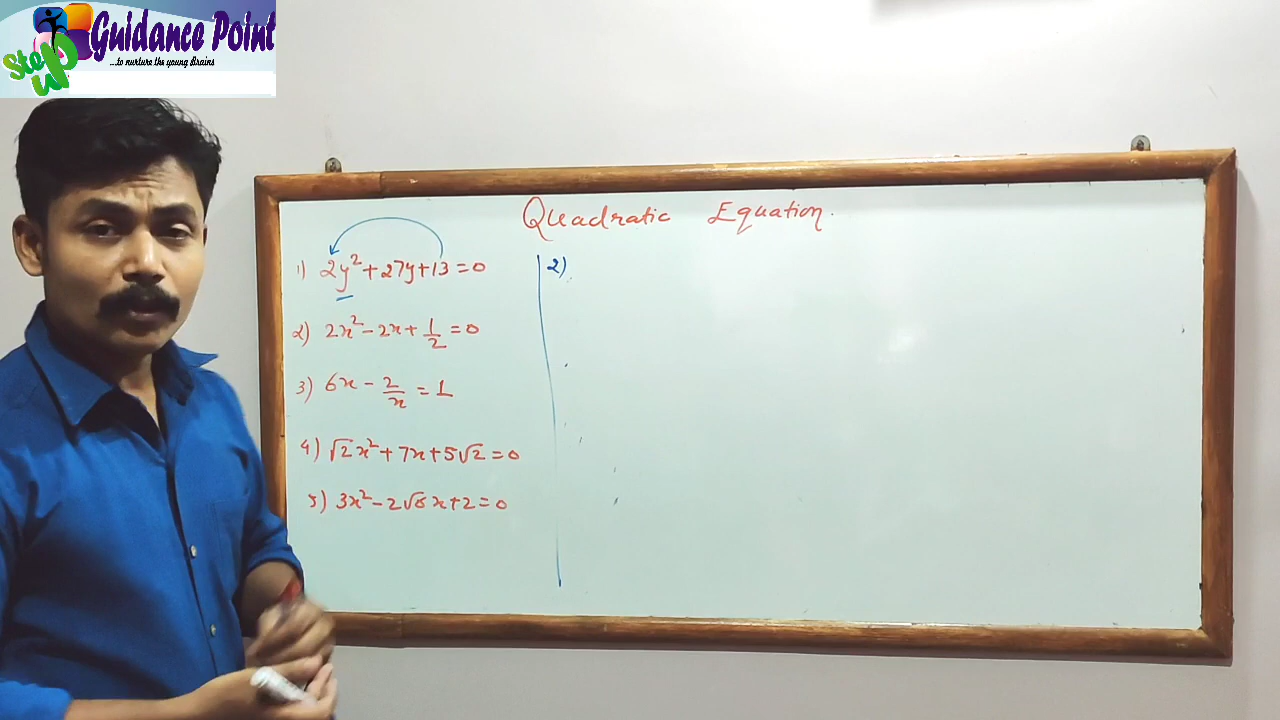 Step up
Guidance Point
...to nurture the young Brains
Quadratic Equation.
1) 2y² + 27y + 13 = 0
2) 2x² - 2x + 1/2 = 0
3) 6x - 2/x = 1
4) √2x² + 7x + 5√2 = 0
5) 3x² - 2√6x + 2 = 0
2)